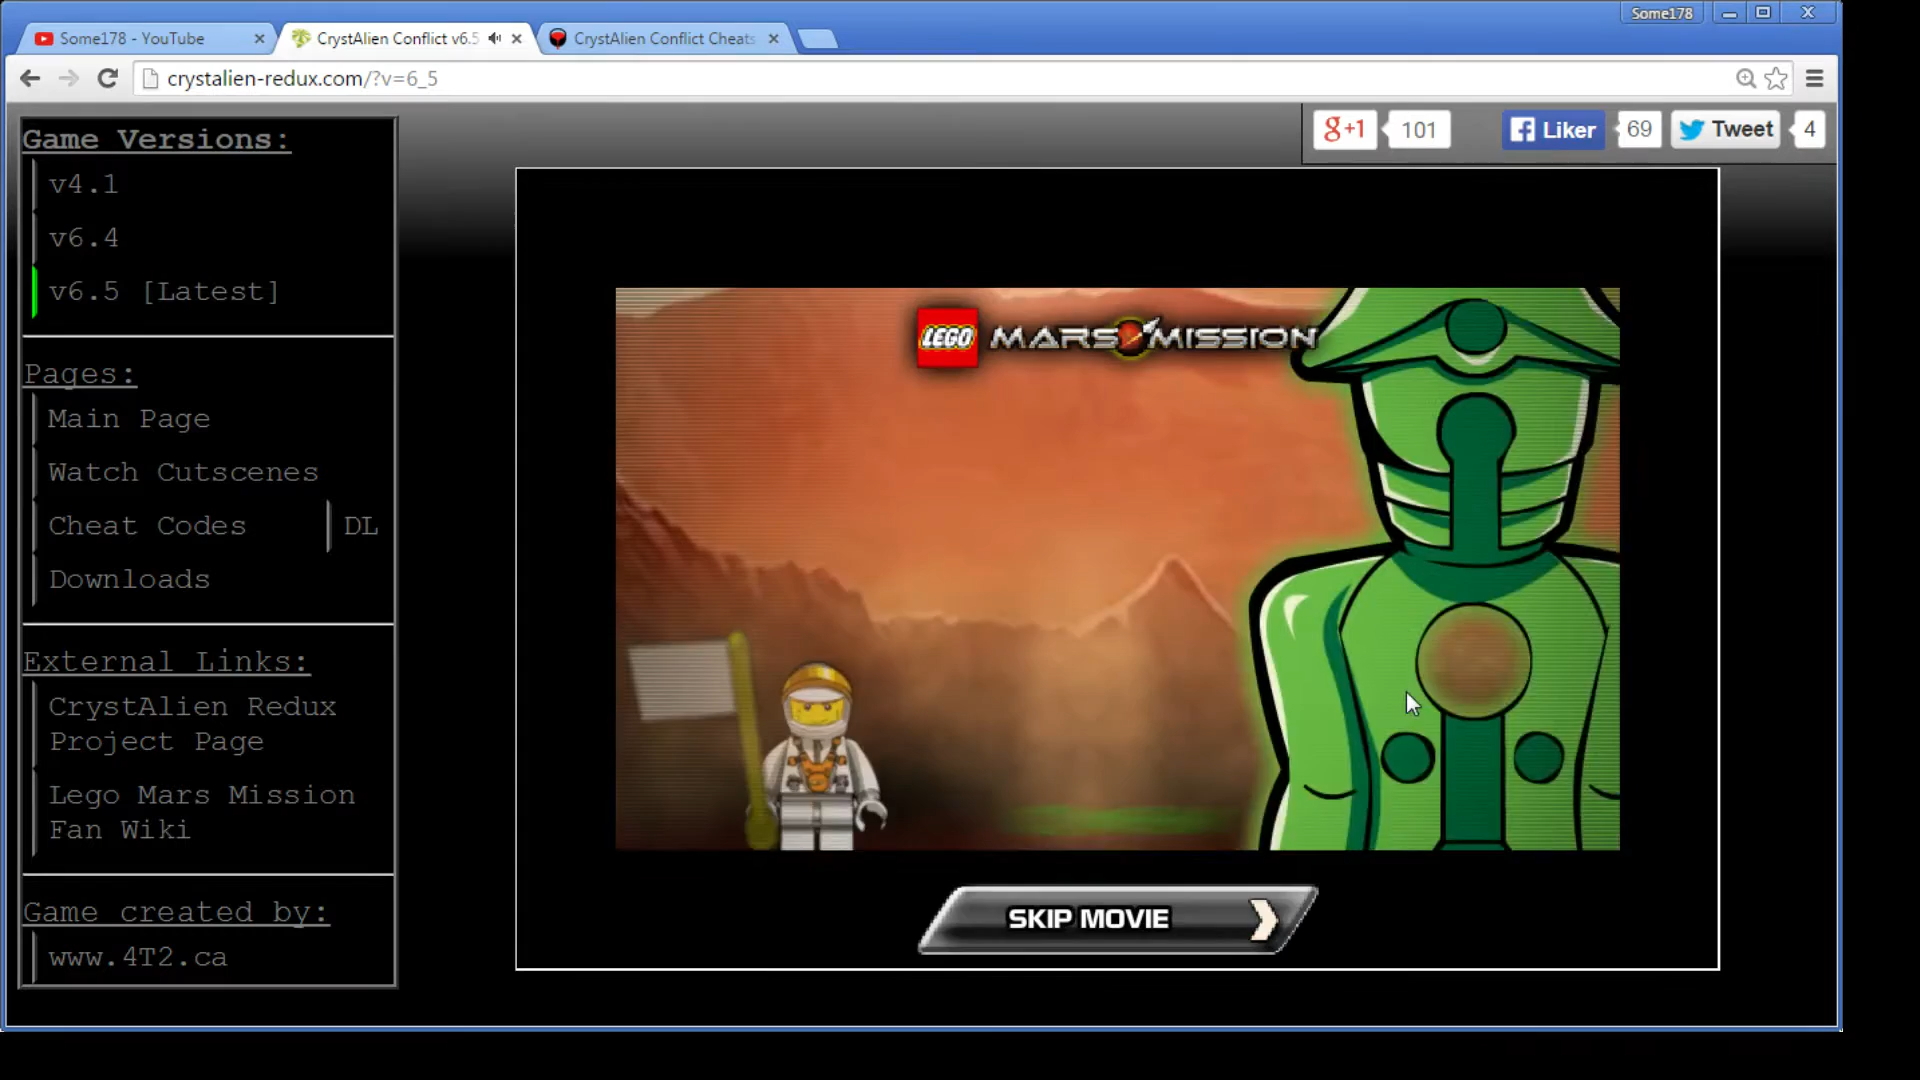 Some178
Some178 - YouTube
CrystAlien Conflict v6.5
CrystAlien Conflict Cheats
crystalien-redux.com/?v=6_5
g+1 101
Liker 69
Tweet 4
Game Versions:
v4.1
v6.4
v6.5 [Latest]
Pages:
Main Page
Watch Cutscenes
Cheat Codes DL
Downloads
External Links:
CrystAlien Redux
Project Page
Lego Mars Mission
Fan Wiki
Game created by:
www.4T2.ca
LEGO MARS MISSION
SKIP MOVIE